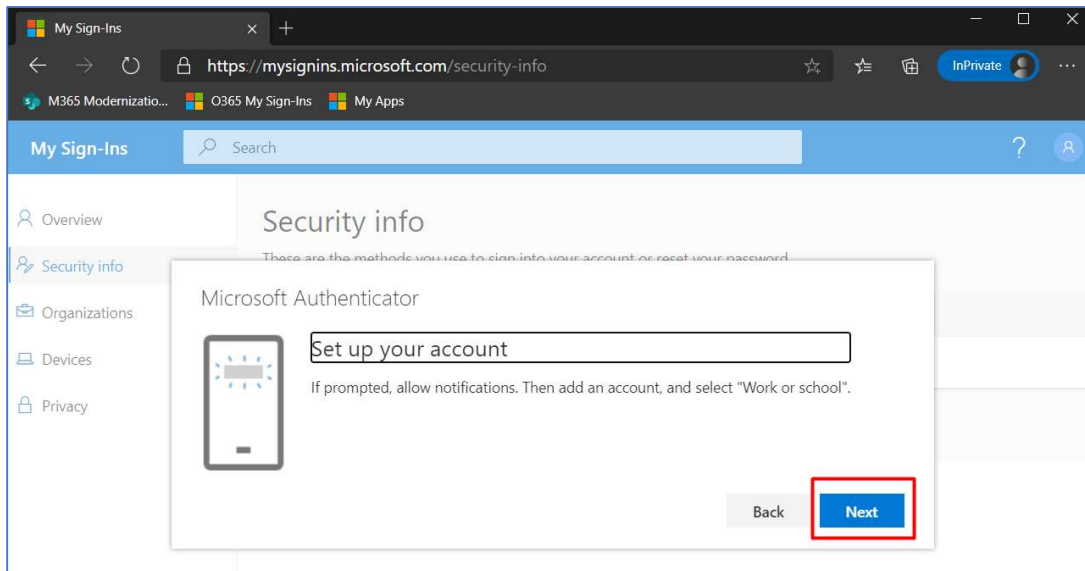 My Sign-Ins
https://mysignins.microsoft.com/security-info
InPrivate
M365 Modernizatio...
O365 My Sign-Ins
My Apps
My Sign-Ins
Search
?
Overview
Security info
Security info
These are the methods you use to sign into your account or reset your password.
Organizations
Devices
Privacy
Microsoft Authenticator
Set up your account
If prompted, allow notifications. Then add an account, and select "Work or school".
Back
Next